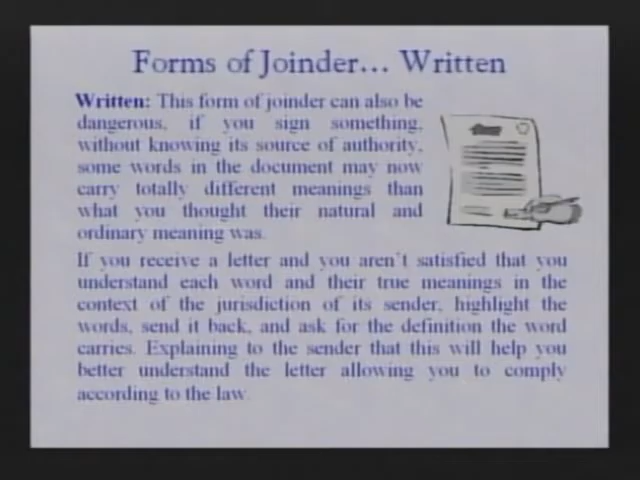 Forms of Joinder... Written
Written: This form of joinder can also be
dangerous, if you sign something,
without knowing its source of authority,
some words in the document may now
carry totally different meanings than
what you thought their natural and
ordinary meaning was.
If you receive a letter and you aren't satisfied that you
understand each word and their true meanings in the
context of the jurisdiction of its sender, highlight the
words, send it back, and ask for the definition the word
carries. Explaining to the sender that this will help you
better understand the letter allowing you to comply
according to the law.